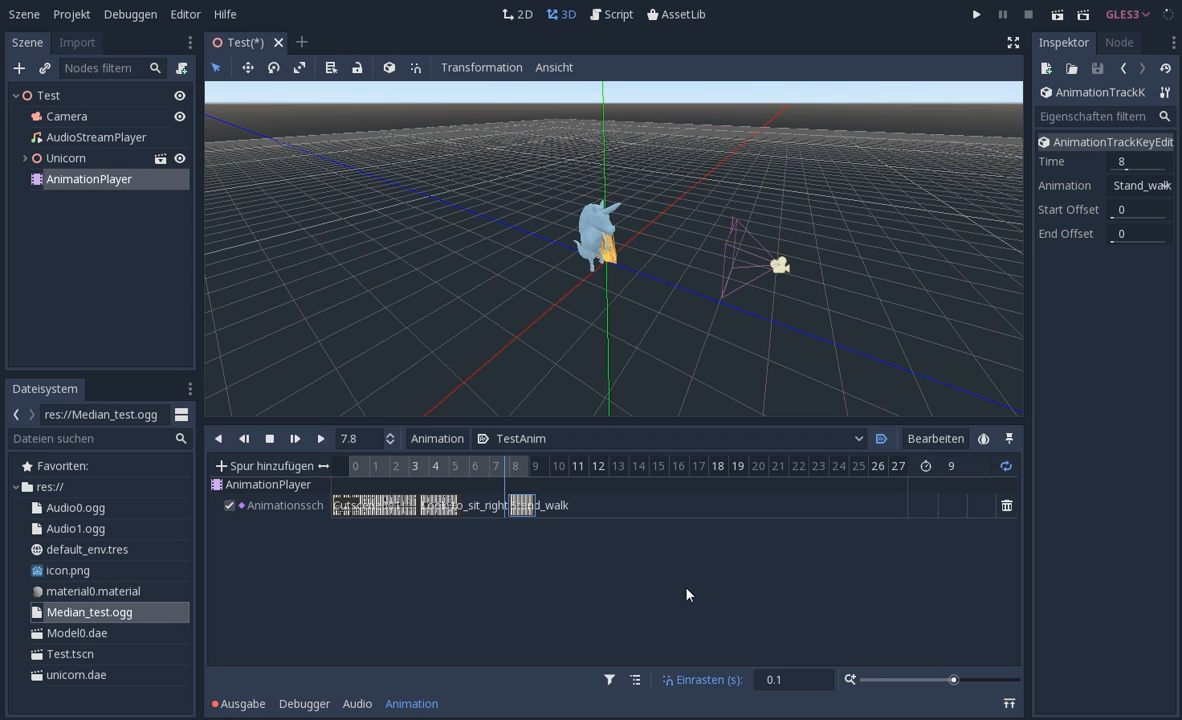 Szene Projekt Debuggen Editor Hilfe 2D 3D Script AssetLib GLES3
Szene Import
Nodes filtern
Test
Camera
AudioStreamPlayer
Unicorn
AnimationPlayer
Dateisystem
res://Median_test.ogg
Dateien suchen
Favoriten:
res://
Audio0.ogg
Audio1.ogg
default_env.tres
icon.png
material0.material
Median_test.ogg
Model0.dae
Test.tscn
unicorn.dae
Test(*)
Transformation Ansicht
7.8 Animation TestAnim Bearbeiten
Spur hinzufügen 0 1 2 3 4 5 6 7 8 9 10 11 12 13 14 15 16 17 18 19 20 21 22 23 24 25 26 27 9
AnimationPlayer
Animationssch to_sit_right Stand_walk
Einrasten (s): 0.1
Ausgabe Debugger Audio Animation
Inspektor Node
AnimationTrackK
Eigenschaften filtern
AnimationTrackKeyEdit
Time 8
Animation Stand_walk
Start Offset 0
End Offset 0